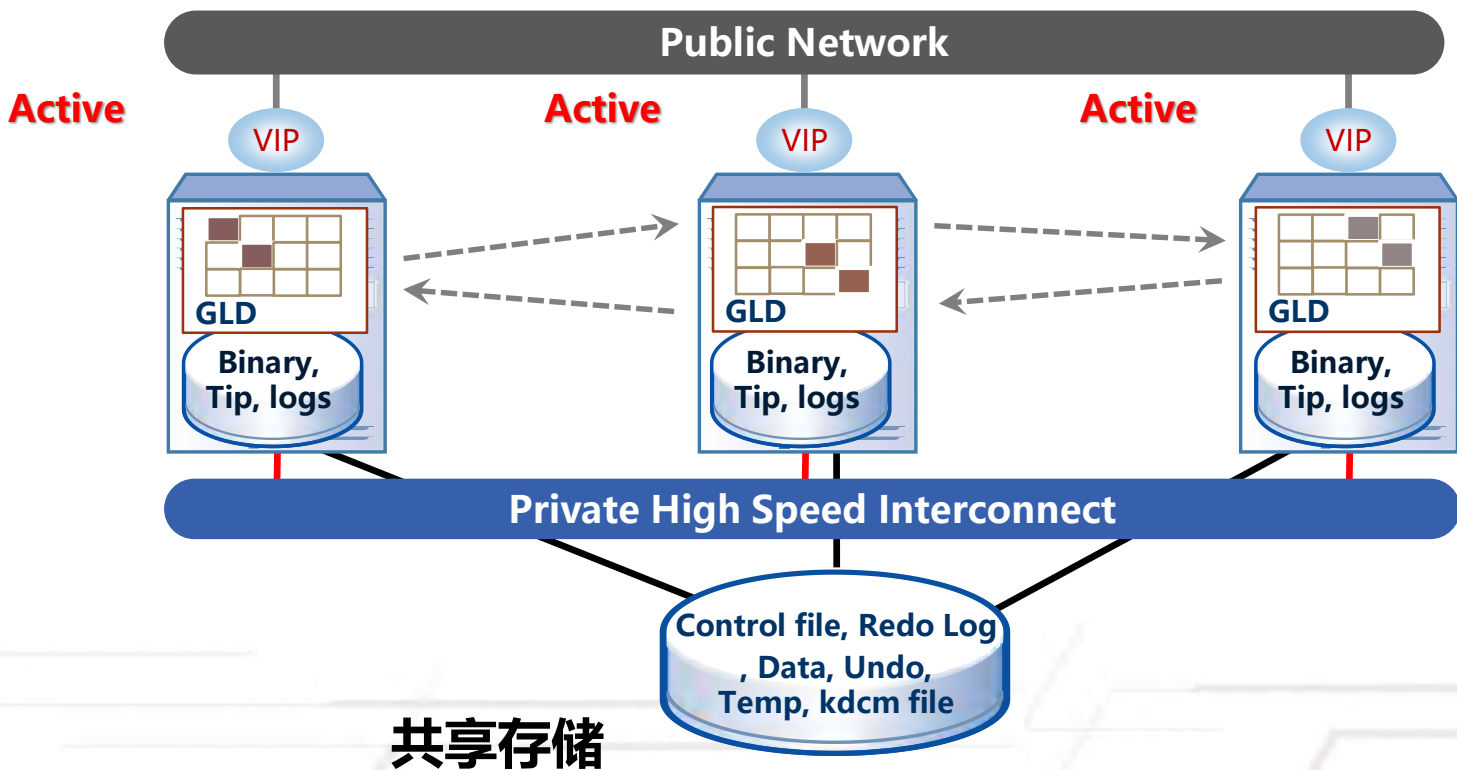 Public Network
Active
Active
Active
VIP
VIP
VIP
GLD
GLD
GLD
Binary,
Tip, logs
Binary,
Tip, logs
Binary,
Tip, logs
Private High Speed Interconnect
Control file, Redo Log
, Data, Undo,
Temp, kdcm file
共享存储